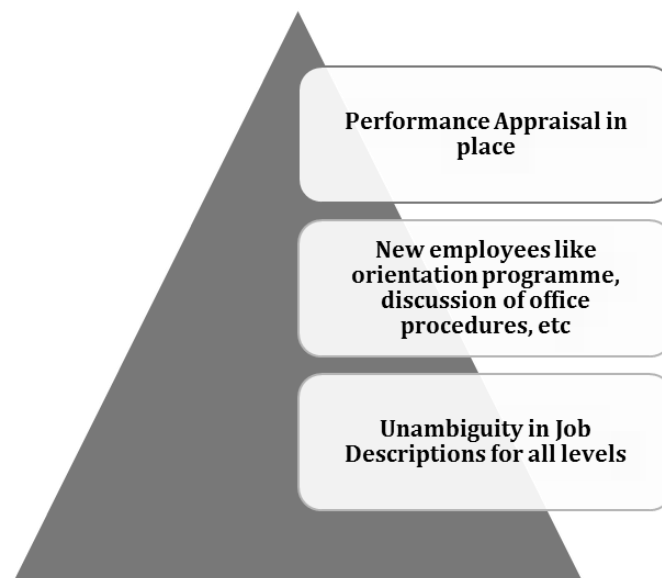 Performance Appraisal in
place
New employees like
orientation programme,
discussion of office
procedures, etc
Unambiguity in Job
Descriptions for all levels